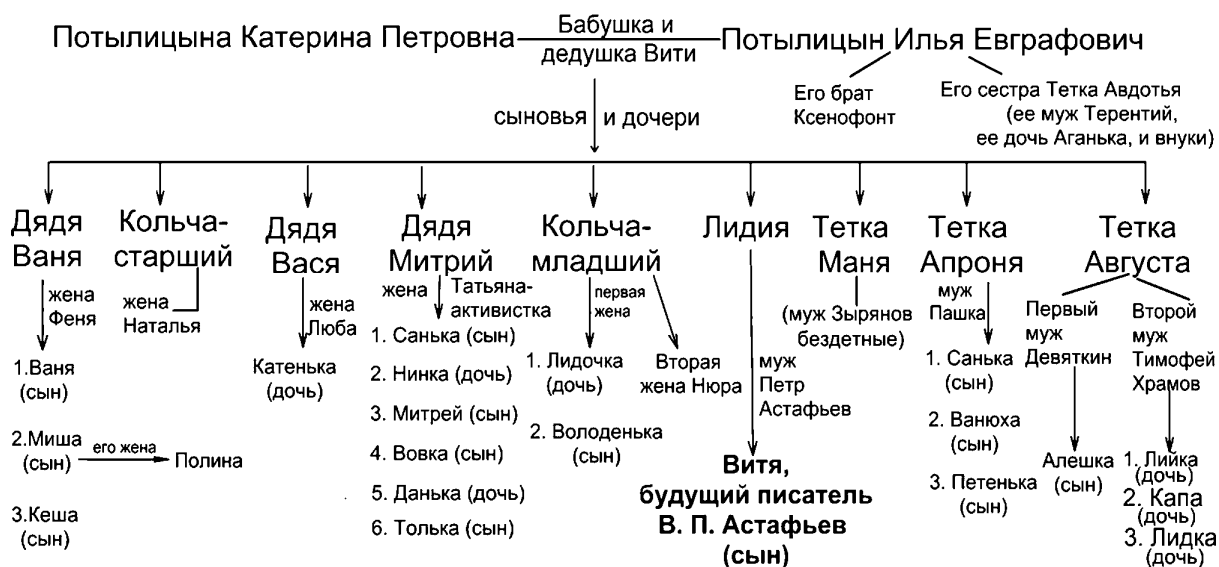 Потылицына Катерина Петровна
Бабушка и
дедушка Вити
Потылицын Илья Евграфович
Его брат
Ксенофонт
Его сестра Тетка Авдотья
(ее муж Терентий,
ее дочь Аганька, и внуки)
сыновья и дочери
Дядя
Ваня
жена
Феня
1.Ваня
(сын)
2.Миша
(сын)
его жена
Полина
3.Кеша
(сын)
Кольча-
старший
жена
Наталья
Дядя
Вася
жена
Люба
Катенька
(дочь)
Дядя
Митрий
жена
Татьяна-
активистка
1. Санька (сын)
2. Нинка (дочь)
3. Митрей (сын)
4. Вовка (сын)
5. Данька (дочь)
6. Толька (сын)
Кольча-
младший
первая
жена
1. Лидочка
(дочь)
2. Володенька
(сын)
Вторая
жена Нюра
Лидия
муж
Петр
Астафьев
Витя,
будущий писатель
В. П. Астафьев
(сын)
Тетка
Маня
(муж Зырянов
бездетные)
Тетка
Апроня
муж
Пашка
1. Санька
(сын)
2. Ванюха
(сын)
3. Петенька
(сын)
Тетка
Августа
Первый
муж
Девяткин
Алешка
(сын)
Второй
муж
Тимофей
Храмов
1. Лийка
(дочь)
2. Капа
(дочь)
3. Лидка
(дочь)